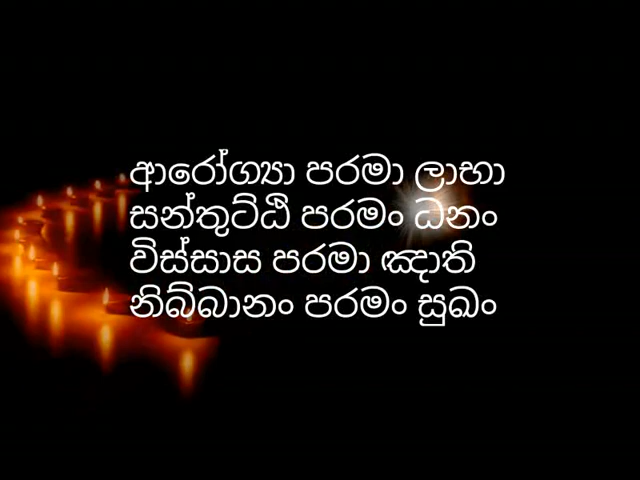 ආරෝග්‍යා පරමා ලාභා
සන්තුට්ඨි පරමං ධනං
විස්සාස පරමා ඤාති
නිබ්බානං පරමං සුඛං